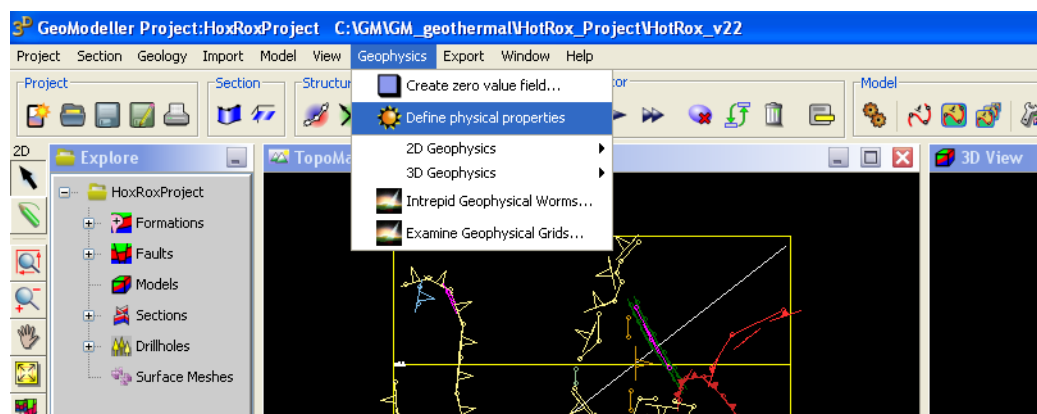 3D GeoModeller Project:HoxRoxProject C:\GM\GM_geothermal\HotRox_Project\HotRox_v22
Project Section Geology Import Model View Geophysics Export Window Help
Project Section Structur or Model
Create zero value field...
Define physical properties
2D Geophysics
3D Geophysics
Intrepid Geophysical Worms...
Examine Geophysical Grids...
2D Explore TopoMa 3D View
HoxRoxProject
Formations
Faults
Models
Sections
Drillholes
Surface Meshes